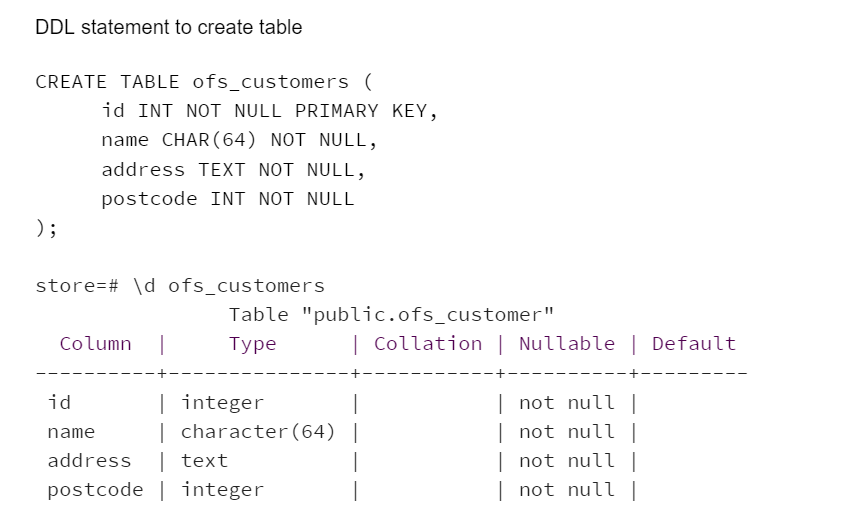 DDL statement to create table
CREATE TABLE ofs_customers (
id INT NOT NULL PRIMARY KEY,
name CHAR(64) NOT NULL,
address TEXT NOT NULL,
postcode INT NOT NULL
);
store=# \d ofs_customers
Table "public.ofs_customer"
Column | Type | Collation | Nullable | Default
----------+---------------+-----------+----------+---------
id | integer | | not null |
name | character(64) | | not null |
address | text | | not null |
postcode | integer | | not null |